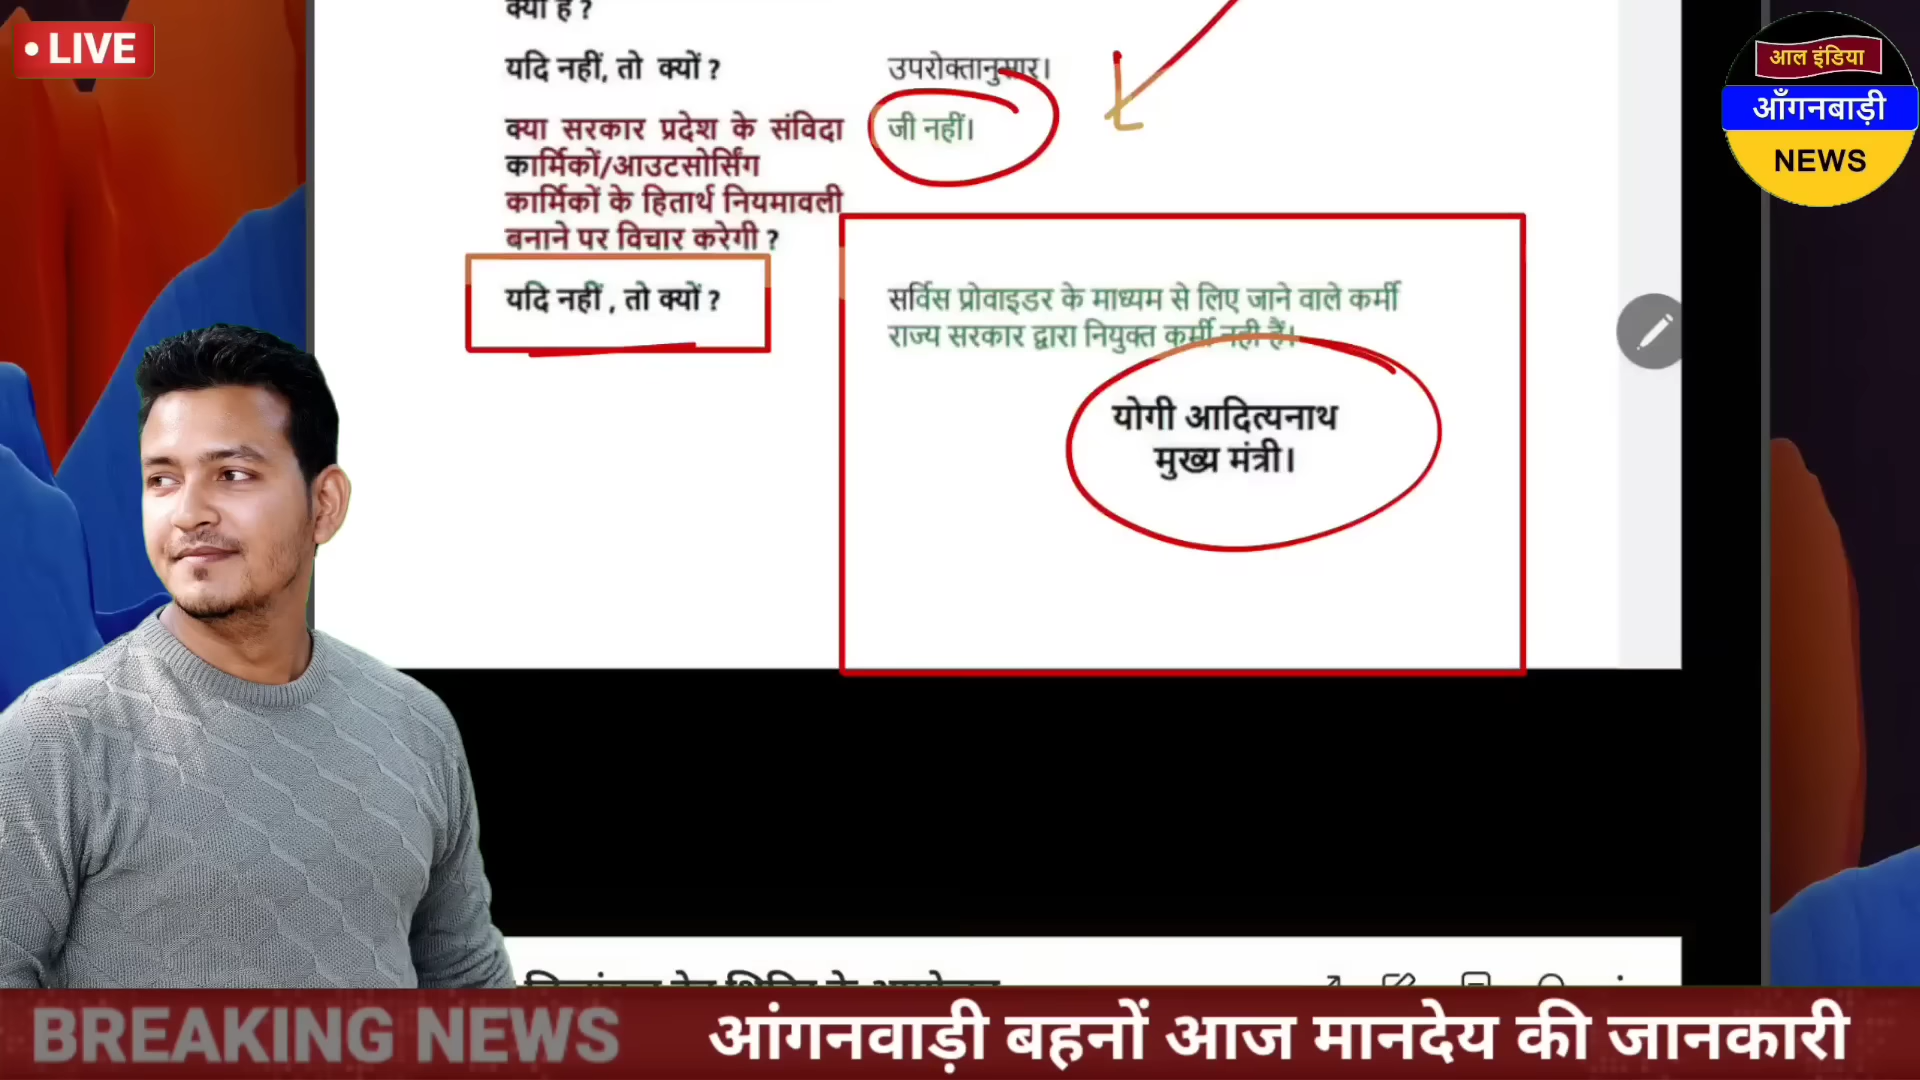 • LIVE
क्या है ?
यदि नहीं, तो क्यों ?
उपरोक्तानुसार।
क्या सरकार प्रदेश के संविदा
कार्मिकों/आउटसोर्सिंग
कार्मिकों के हितार्थ नियमावली
बनाने पर विचार करेगी ?
जी नहीं।
यदि नहीं , तो क्यों ?
सर्विस प्रोवाइडर के माध्यम से लिए जाने वाले कर्मी
राज्य सरकार द्वारा नियुक्त कर्मी नही हैं।
योगी आदित्यनाथ
मुख्य मंत्री।
आल इंडिया
आँगनबाड़ी
NEWS
BREAKING NEWS
आंगनवाड़ी बहनों आज मानदेय की जानकारी